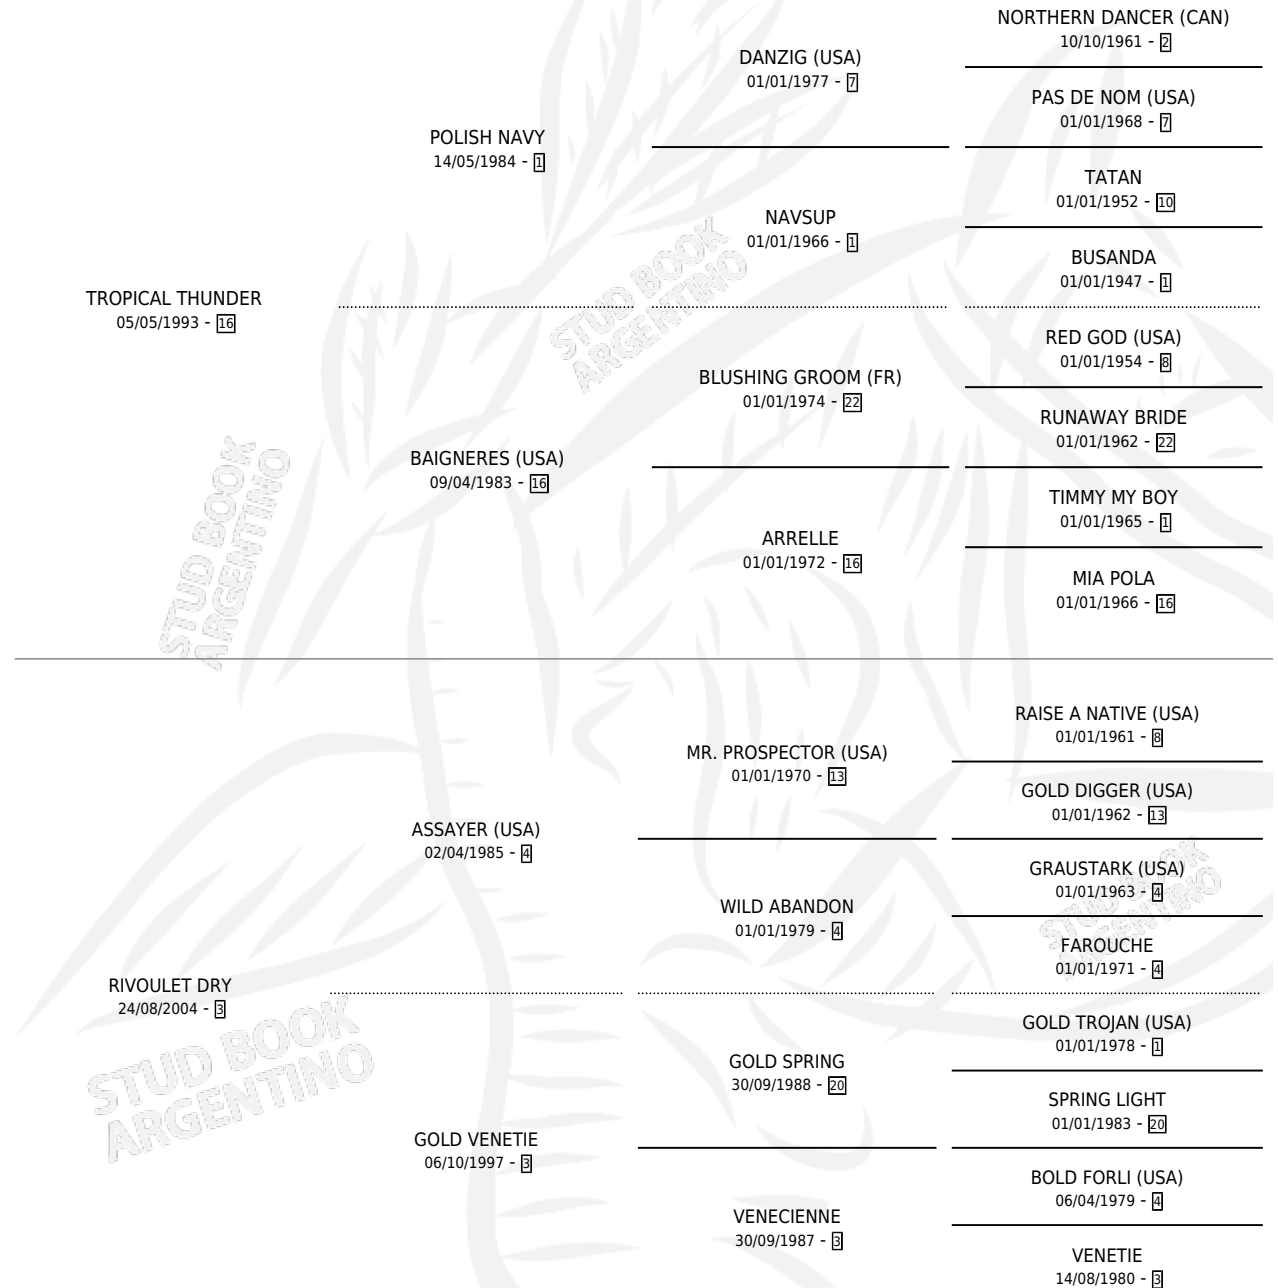 NORTHERN DANCER (CAN)
10/10/1961 - 2
DANZIG (USA)
01/01/1977 - 7
PAS DE NOM (USA)
01/01/1968 - 7
POLISH NAVY
14/05/1984 - 1
TATAN
01/01/1952 - 10
NAVSUP
01/01/1966 - 1
BUSANDA
01/01/1947 - 1
STUD BOOK
ARGENTINO
TROPICAL THUNDER
05/05/1993 - 16
RED GOD (USA)
01/01/1954 - 8
BLUSHING GROOM (FR)
01/01/1974 - 22
RUNAWAY BRIDE
01/01/1962 - 22
BAIGNERES (USA)
09/04/1983 - 16
TIMMY MY BOY
01/01/1965 - 1
ARRELLE
01/01/1972 - 16
MIA POLA
01/01/1966 - 16
STUD BOOK
ARGENTINO
RAISE A NATIVE (USA)
01/01/1961 - 8
MR. PROSPECTOR (USA)
01/01/1970 - 13
GOLD DIGGER (USA)
01/01/1962 - 13
ASSAYER (USA)
02/04/1985 - 4
GRAUSTARK (USA)
01/01/1963 - 4
WILD ABANDON
01/01/1979 - 4
FAROUCHE
01/01/1971 - 4
STUD BOOK
ARGENTINO
RIVOULET DRY
24/08/2004 - 3
GOLD TROJAN (USA)
01/01/1978 - 1
GOLD SPRING
30/09/1988 - 20
SPRING LIGHT
01/01/1983 - 20
GOLD VENETIE
06/10/1997 - 3
BOLD FORLI (USA)
06/04/1979 - 4
VENECIENNE
30/09/1987 - 3
VENETIE
14/08/1980 - 3
STUD BOOK
ARGENTINO